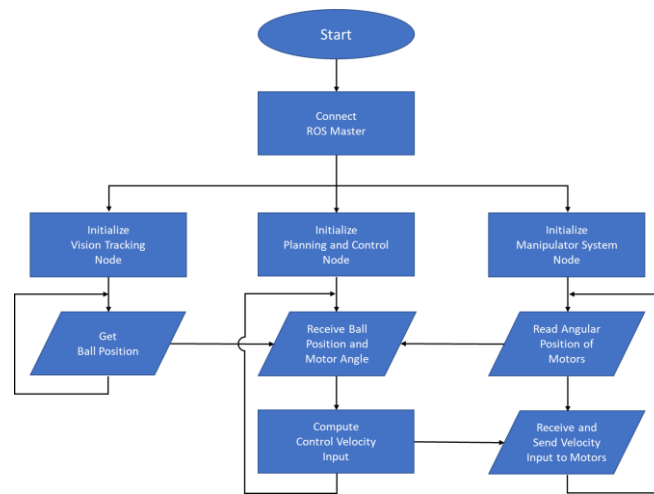 Start
Connect
ROS Master
Initialize
Vision Tracking
Node
Initialize
Planning and Control
Node
Initialize
Manipulator System
Node
Get
Ball Position
Receive Ball
Position and
Motor Angle
Read Angular
Position of
Motors
Compute
Control Velocity
Input
Receive and
Send Velocity
Input to Motors